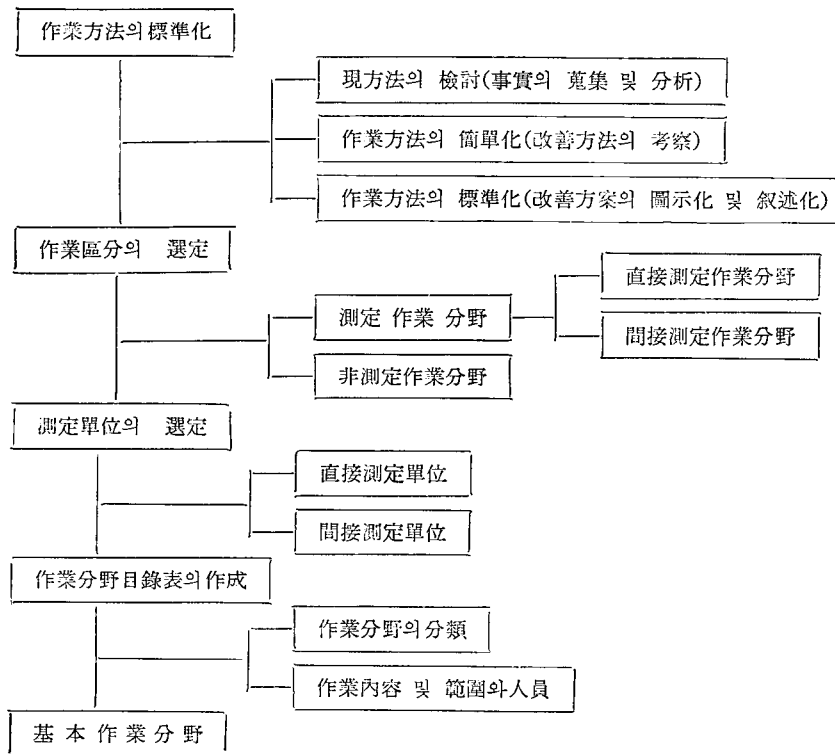 作業方法의標準化
現方法의 檢討(事實의 蒐集 및 分析)
作業方法의 簡單化(改善方法의 考察)
作業方法의 標準化(改善方案의 圖示化 및 叙述化)
作業區分의 選定
測定 作業 分野
直接測定作業分野
間接測定作業分野
非測定作業分野
測定單位의 選定
直接測定單位
間接測定單位
作業分野目錄表의作成
作業分野의分類
作業內容 및 範圍와人員
基本作業分野